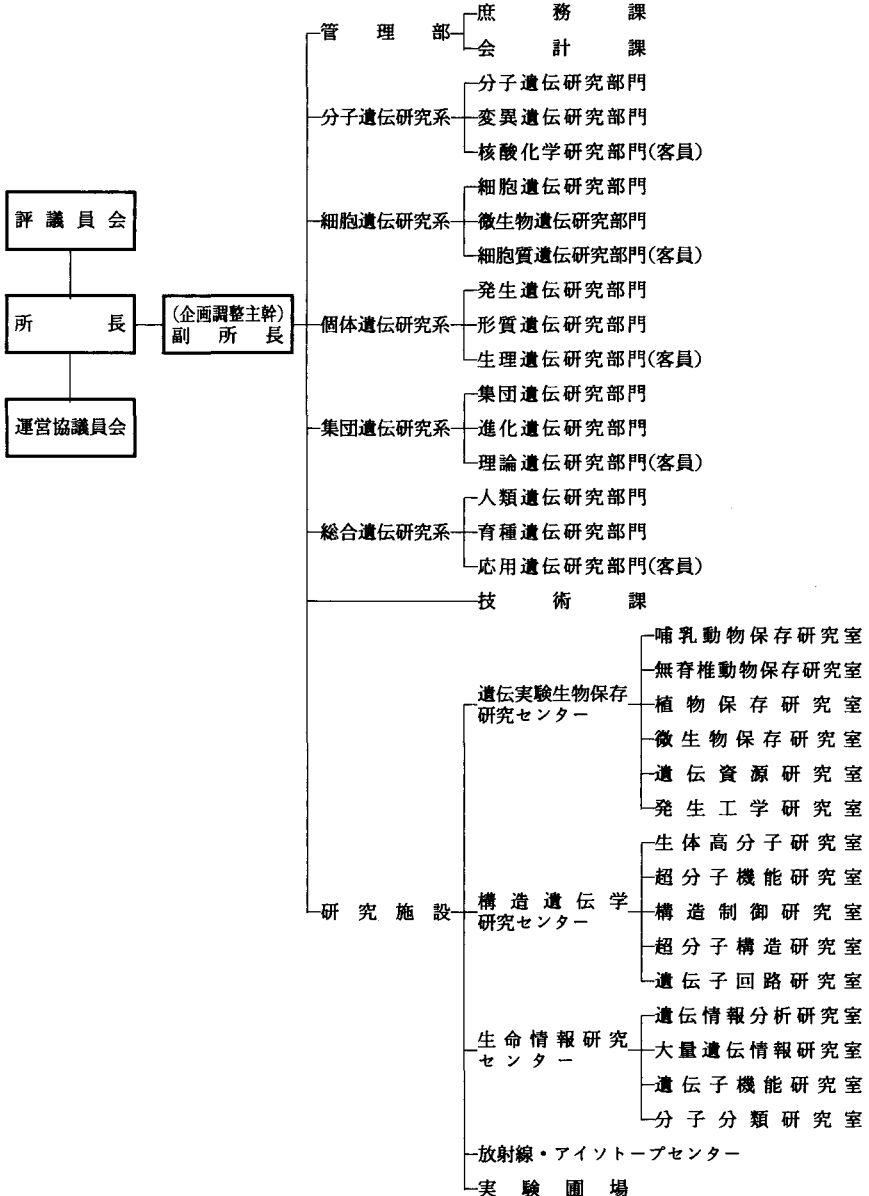 評議員会
所長
運営協議員会
(企画調整主幹)
副所長
管理部
庶務課
会計課
分子遺伝研究系
分子遺伝研究部門
変異遺伝研究部門
核酸化学研究部門(客員)
細胞遺伝研究系
細胞遺伝研究部門
微生物遺伝研究部門
細胞質遺伝研究部門(客員)
個体遺伝研究系
発生遺伝研究部門
形質遺伝研究部門
生理遺伝研究部門(客員)
集団遺伝研究系
集団遺伝研究部門
進化遺伝研究部門
理論遺伝研究部門(客員)
総合遺伝研究系
人類遺伝研究部門
育種遺伝研究部門
応用遺伝研究部門(客員)
技術課
研究施設
遺伝実験生物保存
研究センター
哺乳動物保存研究室
無脊椎動物保存研究室
植物保存研究室
微生物保存研究室
遺伝資源研究室
発生工学研究室
構造遺伝学
研究センター
生体高分子研究室
超分子機能研究室
構造制御研究室
超分子構造研究室
遺伝子回路研究室
生命情報研究
センター
遺伝情報分析研究室
大量遺伝情報研究室
遺伝子機能研究室
分子分類研究室
放射線・アイソトープセンター
実験圃場